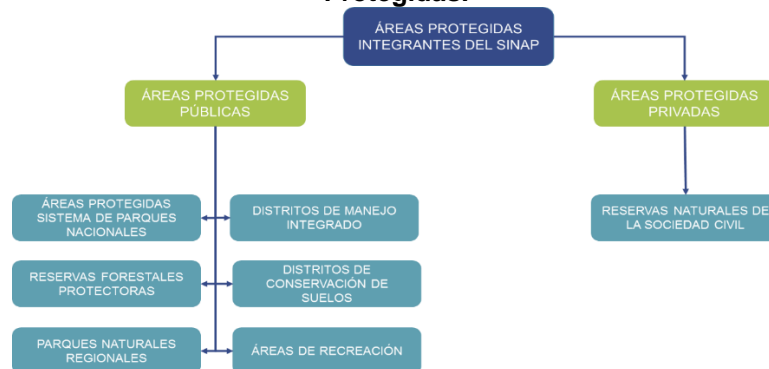 Protegidas.
ÁREAS PROTEGIDAS
INTEGRANTES DEL SINAP
ÁREAS PROTEGIDAS
PÚBLICAS
ÁREAS PROTEGIDAS
PRIVADAS
ÁREAS PROTEGIDAS
SISTEMA DE PARQUES
NACIONALES
DISTRITOS DE MANEJO
INTEGRADO
RESERVAS NATURALES DE
LA SOCIEDAD CIVIL
RESERVAS FORESTALES
PROTECTORAS
DISTRITOS DE
CONSERVACIÓN DE
SUELOS
PARQUES NATURALES
REGIONALES
ÁREAS DE RECREACIÓN